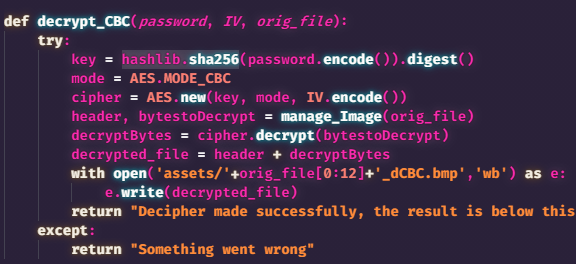 def decrypt_CBC(password, IV, orig_file):
    try:
        key = hashlib.sha256(password.encode()).digest()
        mode = AES.MODE_CBC
        cipher = AES.new(key, mode, IV.encode())
        header, bytestoDecrypt = manage_Image(orig_file)
        decryptBytes = cipher.decrypt(bytestoDecrypt)
        decrypted_file = header + decryptBytes
        with open('assets/'+orig_file[0:12]+'_dCBC.bmp','wb') as e:
            e.write(decrypted_file)
        return "Decipher made successfully, the result is below this
    except:
        return "Something went wrong"